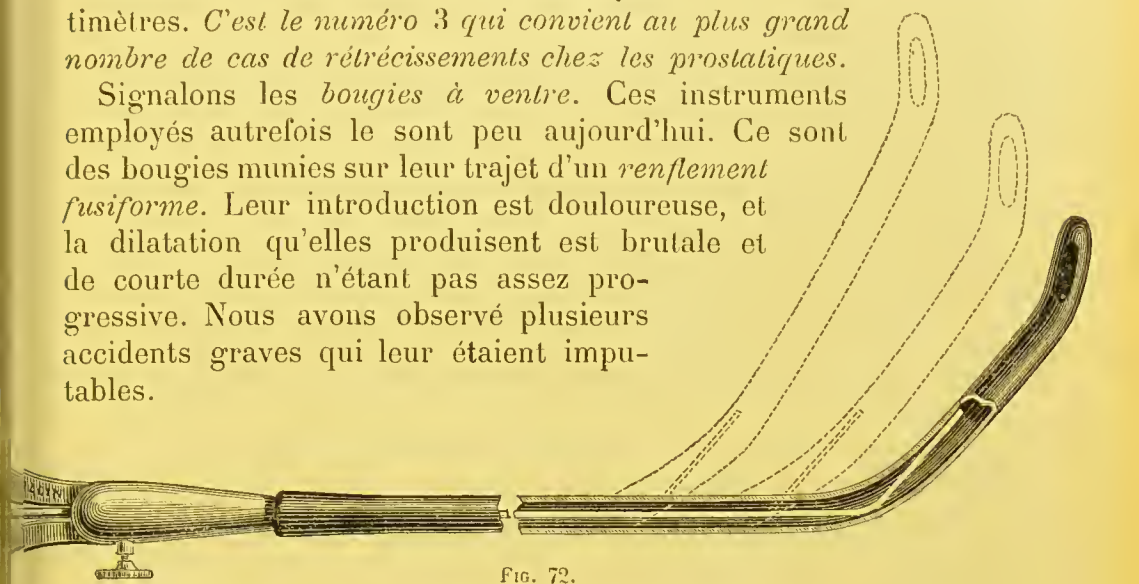 timètres. C'est le numéro 3 qui convient au plus grand
nombre de cas de rétrécissements chez les prostatiques.
Signalons les bougies à ventre. Ces instruments
employés autrefois le sont peu aujourd'hui. Ce sont
des bougies munies sur leur trajet d'un renflement
fusiforme. Leur introduction est douloureuse, et
la dilatation qu'elles produisent est brutale et
de courte durée n'étant pas assez pro-
gressive. Nous avons observé plusieurs
accidents graves qui leur étaient impu-
tables.
FIG. 72.